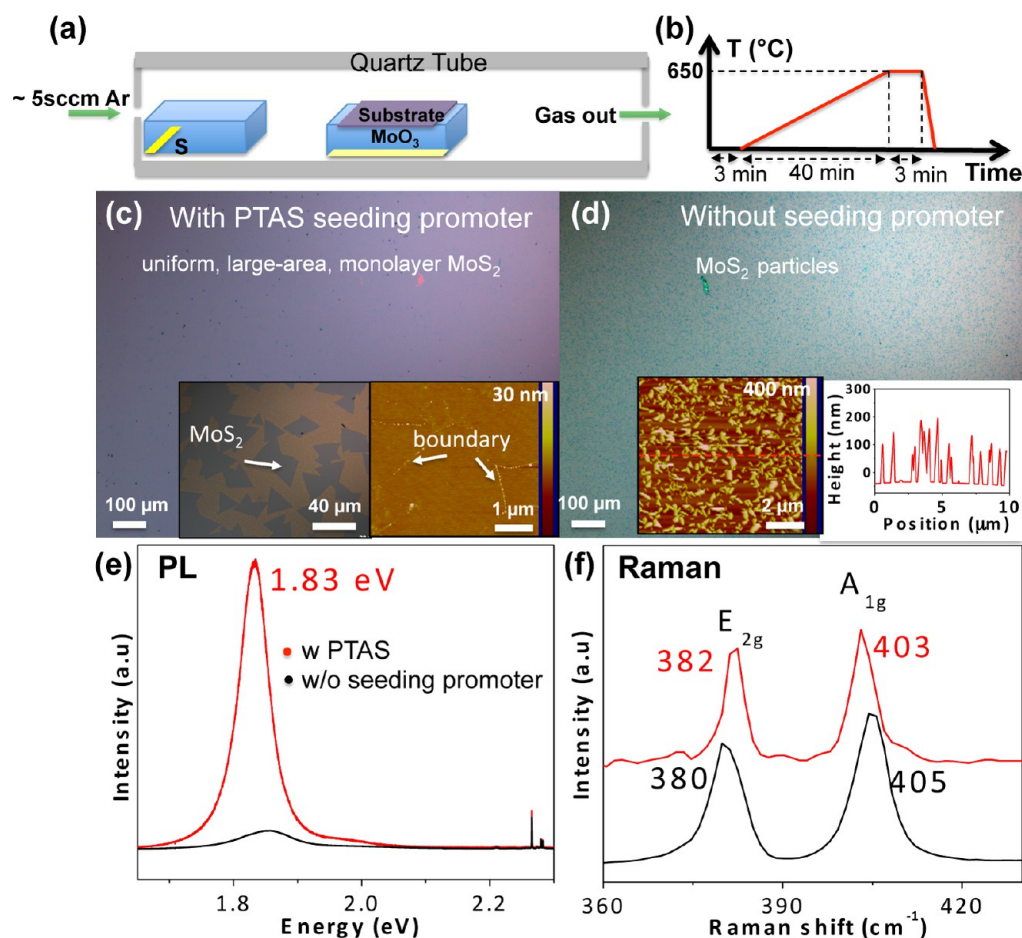 (a)
Quartz Tube
~ 5sccm Ar
S
Substrate
MoO₃
Gas out
(b)
T (°C)
650
3 min
40 min
3 min
Time
(c) With PTAS seeding promoter
uniform, large-area, monolayer MoS₂
MoS₂
100 μm
40 μm
30 nm
boundary
1 μm
(d) Without seeding promoter
MoS₂ particles
100 μm
400 nm
2 μm
Height (nm)
300
200
100
0
0 5 10
Position (μm)
(e) PL
1.83 eV
w PTAS
w/o seeding promoter
Intensity (a.u)
1.8 2.0 2.2
Energy (eV)
(f) Raman
E₂g
A₁g
382
403
380
405
Intensity (a.u)
360 390 420
Raman shift (cm⁻¹)